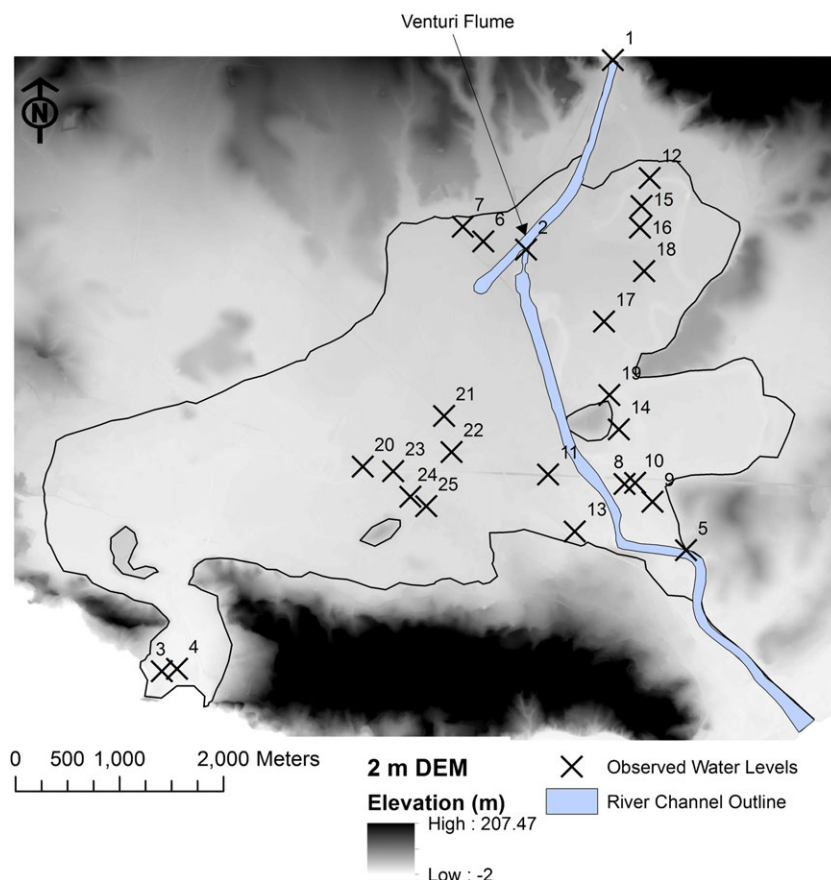 Venturi Flume
1
N
12
7
15
6
2
16
18
17
19
21
14
22
20
23
11
8
10
24
9
25
13
5
3
4
0 500 1,000 2,000 Meters
2 m DEM
Observed Water Levels
Elevation (m)
River Channel Outline
High : 207.47
Low : -2